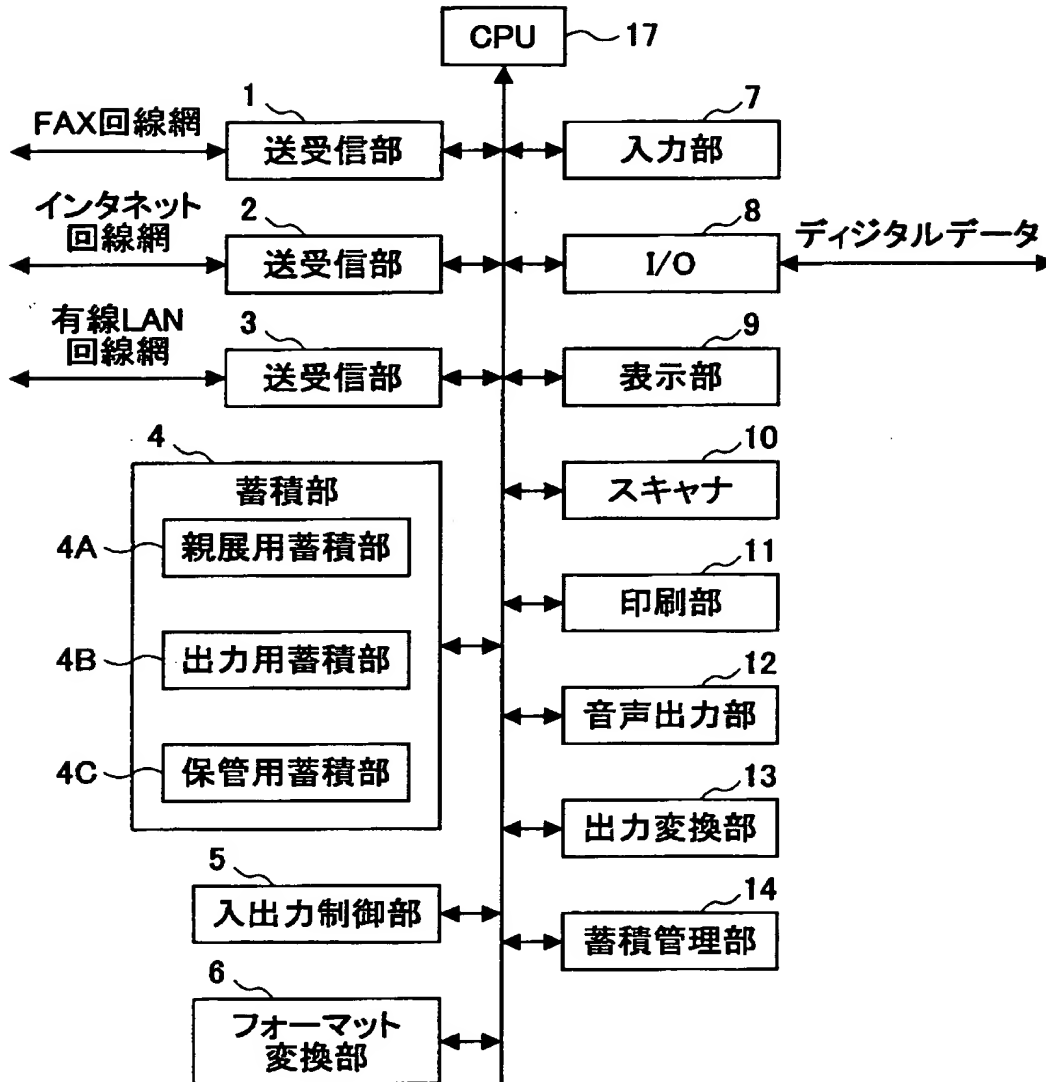 CPU
17
1
FAX回線網
送受信部
7
入力部
インタネット
回線網
2
送受信部
8
I/O
ディジタルデータ
有線LAN
回線網
3
送受信部
9
表示部
4
蓄積部
4A
親展用蓄積部
4B
出力用蓄積部
4C
保管用蓄積部
10
スキャナ
11
印刷部
12
音声出力部
13
出力変換部
5
入出力制御部
14
蓄積管理部
6
フォーマット
変換部